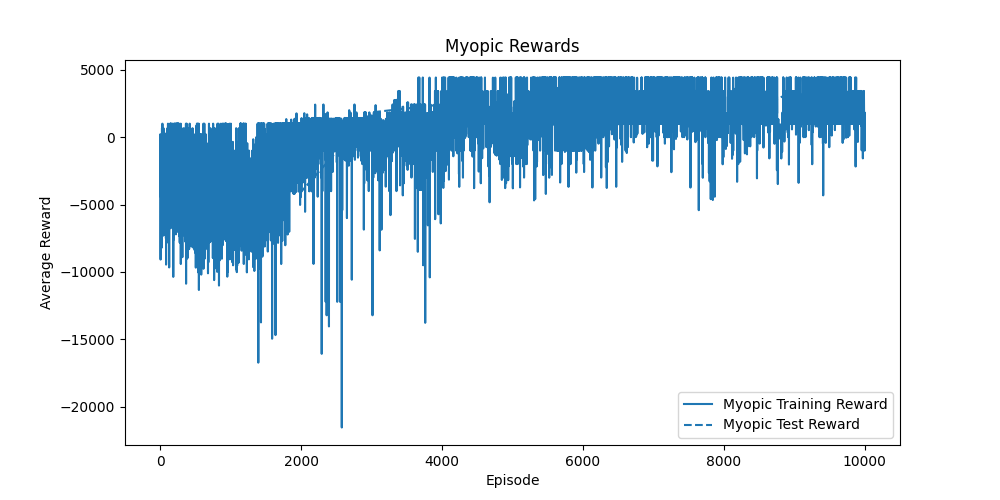 Myopic Rewards
5000
0
−5000
−10000
−15000
−20000
Average Reward
0 2000 4000 6000 8000 10000
Episode
Myopic Training Reward
Myopic Test Reward